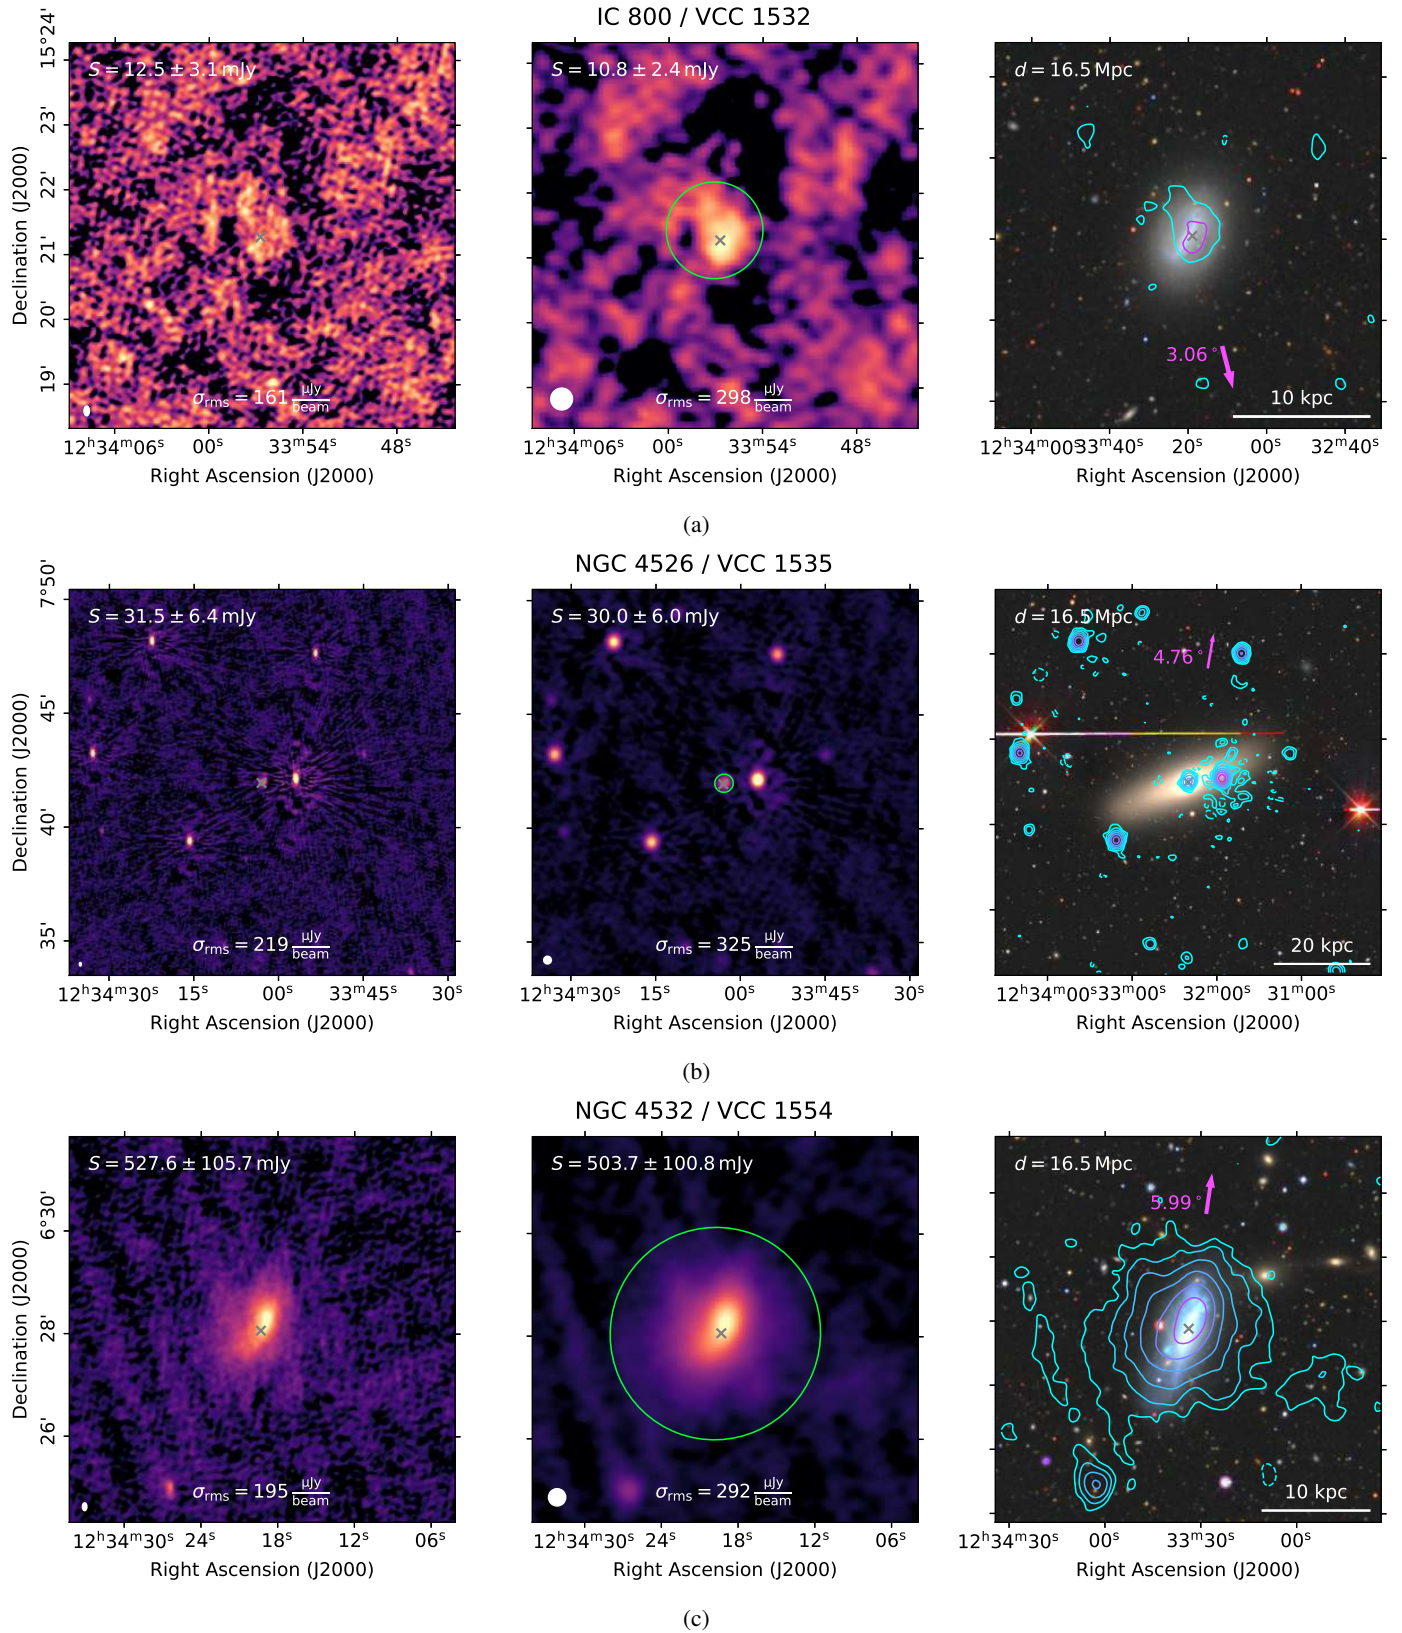 IC 800 / VCC 1532
S = 12.5 ± 3.1 mJy
S = 10.8 ± 2.4 mJy
d = 16.5 Mpc
15°24'
23'
22'
21'
20'
19'
Declination (J2000)
σrms = 161 μJy/beam
σrms = 298 μJy/beam
3.06°
10 kpc
12ʰ34ᵐ06ˢ 00ˢ 33ᵐ54ˢ 48ˢ
12ʰ34ᵐ06ˢ 00ˢ 33ᵐ54ˢ 48ˢ
12ʰ34ᵐ00ˢ 33ᵐ40ˢ 20ˢ 00ˢ 32ᵐ40ˢ
Right Ascension (J2000)
Right Ascension (J2000)
Right Ascension (J2000)
(a)
NGC 4526 / VCC 1535
S = 31.5 ± 6.4 mJy
S = 30.0 ± 6.0 mJy
d = 16.5 Mpc
4.76°
7°50'
45'
40'
35'
Declination (J2000)
σrms = 219 μJy/beam
σrms = 325 μJy/beam
20 kpc
12ʰ34ᵐ30ˢ 15ˢ 00ˢ 33ᵐ45ˢ 30ˢ
12ʰ34ᵐ30ˢ 15ˢ 00ˢ 33ᵐ45ˢ 30ˢ
12ʰ34ᵐ00ˢ 33ᵐ00ˢ 32ᵐ00ˢ 31ᵐ00ˢ
Right Ascension (J2000)
Right Ascension (J2000)
Right Ascension (J2000)
(b)
NGC 4532 / VCC 1554
S = 527.6 ± 105.7 mJy
S = 503.7 ± 100.8 mJy
d = 16.5 Mpc
5.99°
6°30'
28'
26'
Declination (J2000)
σrms = 195 μJy/beam
σrms = 292 μJy/beam
10 kpc
12ʰ34ᵐ30ˢ 24ˢ 18ˢ 12ˢ 06ˢ
12ʰ34ᵐ30ˢ 24ˢ 18ˢ 12ˢ 06ˢ
12ʰ34ᵐ30ˢ 00ˢ 33ᵐ30ˢ 00ˢ
Right Ascension (J2000)
Right Ascension (J2000)
Right Ascension (J2000)
(c)